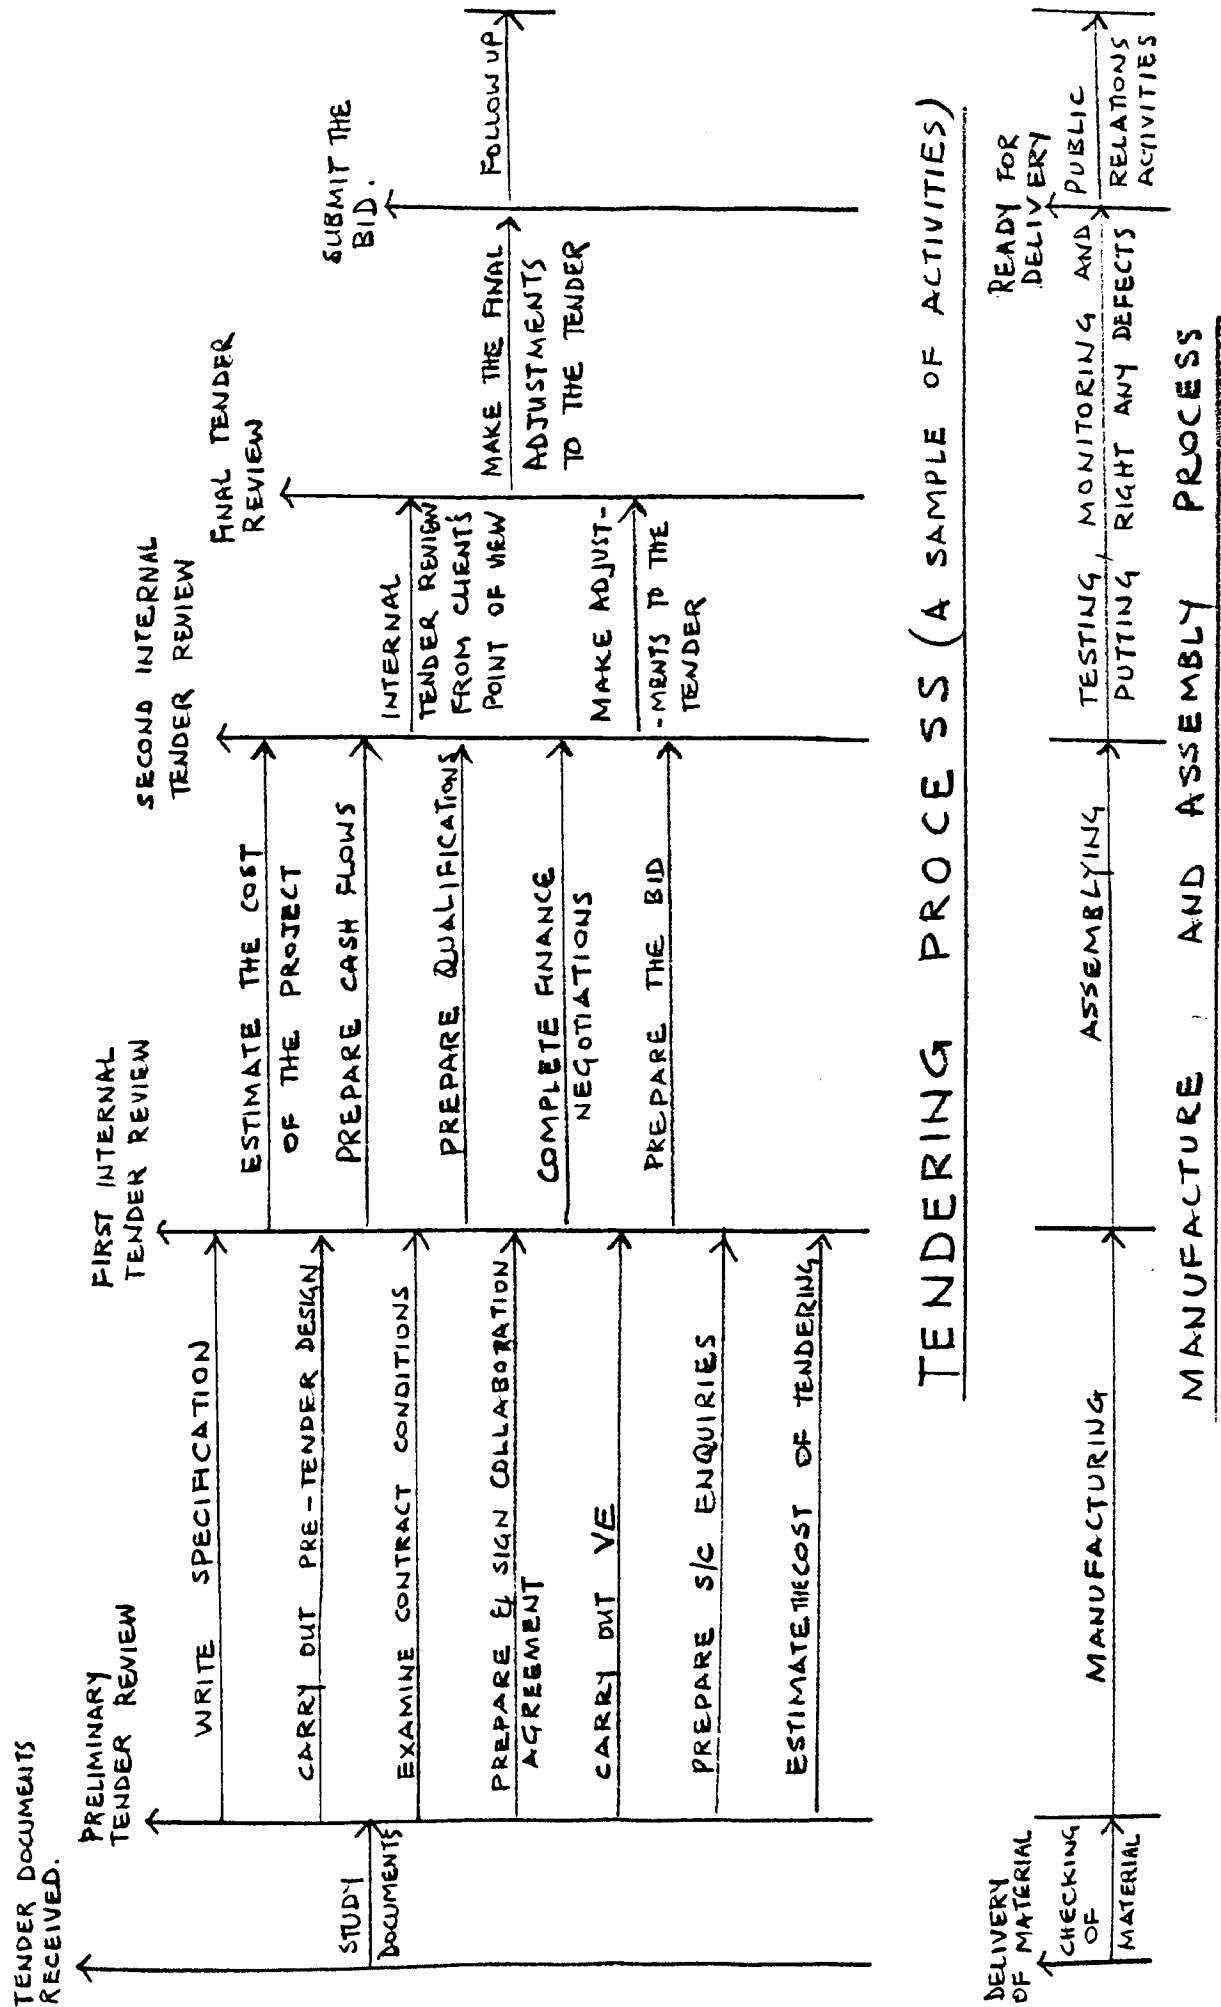 TENDER DOCUMENTS
RECEIVED.
STUDY
DOCUMENTS
PRELIMINARY
TENDER REVIEW
WRITE SPECIFICATION
CARRY OUT PRE-TENDER DESIGN
EXAMINE CONTRACT CONDITIONS
PREPARE & SIGN COLLABORATION
AGREEMENT
CARRY OUT VE
PREPARE S/C ENQUIRIES
ESTIMATE THE COST OF TENDERING
FIRST INTERNAL
TENDER REVIEW
ESTIMATE THE COST
OF THE PROJECT
PREPARE CASH FLOWS
PREPARE QUALIFICATIONS
COMPLETE FINANCE
NEGOTIATIONS
PREPARE THE BID
SECOND INTERNAL
TENDER REVIEW
INTERNAL
TENDER REVIEW
FROM CLIENT'S
POINT OF VIEW
MAKE ADJUST-
-MENTS TO THE
TENDER
FINAL TENDER
REVIEW
MAKE THE FINAL
ADJUSTMENTS
TO THE TENDER
SUBMIT THE
BID.
FOLLOW UP
TENDERING PROCESS (A SAMPLE OF ACTIVITIES)
DELIVERY
OF MATERIAL
CHECKING
OF
MATERIAL
MANUFACTURING
ASSEMBLYING
TESTING, MONITORING AND
PUTTING RIGHT ANY DEFECTS
READY FOR
DELIVERY
PUBLIC
RELATIONS
ACTIVITIES
MANUFACTURE, AND ASSEMBLY PROCESS